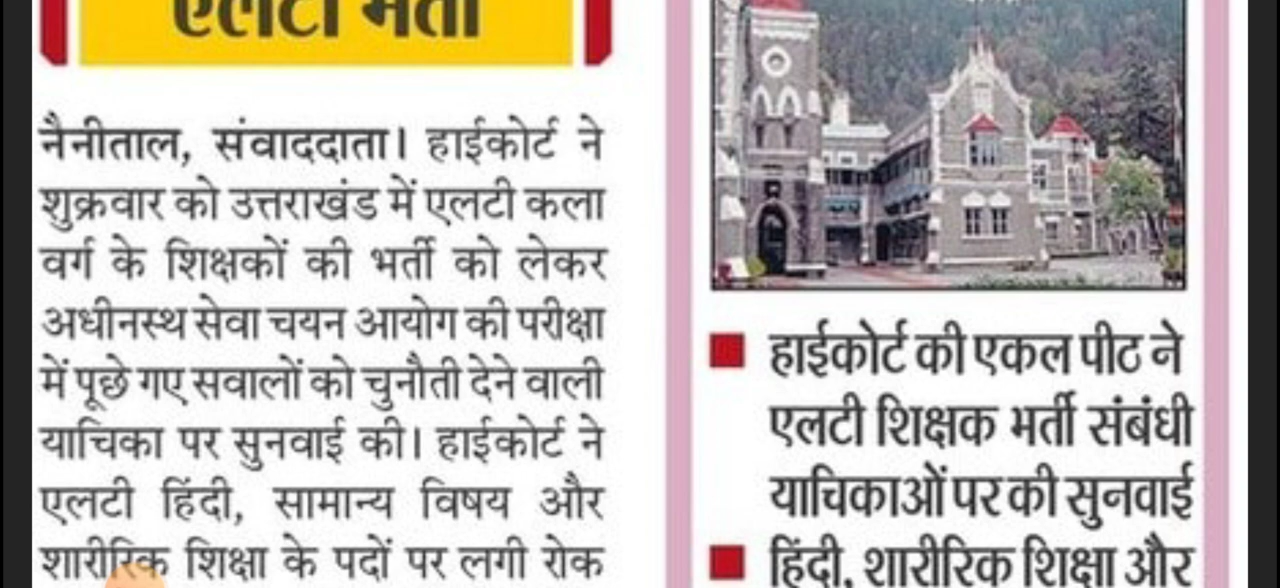 एलटी भर्ती
नैनीताल, संवाददाता। हाईकोर्ट ने
शुक्रवार को उत्तराखंड में एलटी कला
वर्ग के शिक्षकों की भर्ती को लेकर
अधीनस्थ सेवा चयन आयोग की परीक्षा
में पूछे गए सवालों को चुनौती देने वाली
याचिका पर सुनवाई की। हाईकोर्ट ने
एलटी हिंदी, सामान्य विषय और
शारीरिक शिक्षा के पदों पर लगी रोक
हाईकोर्ट की एकल पीठ ने
एलटी शिक्षक भर्ती संबंधी
याचिकाओं पर की सुनवाई
हिंदी, शारीरिक शिक्षा और